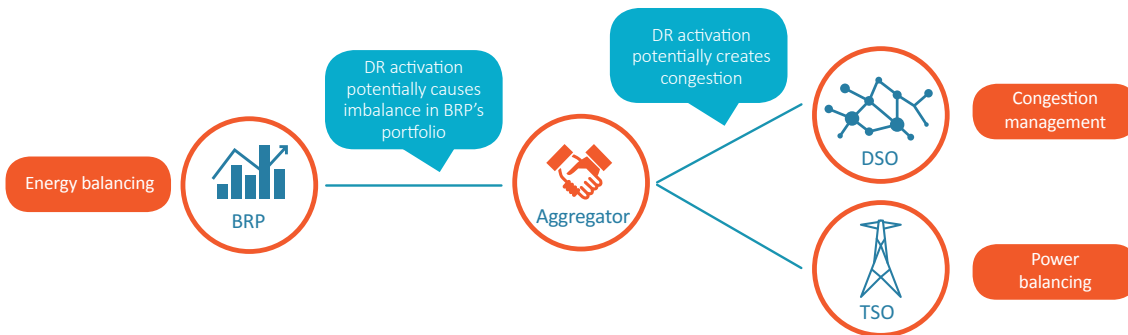 Energy balancing
BRP
DR activation
potentially causes
imbalance in BRP's
portfolio
Aggregator
DR activation
potentially creates
congestion
DSO
Congestion
management
TSO
Power
balancing